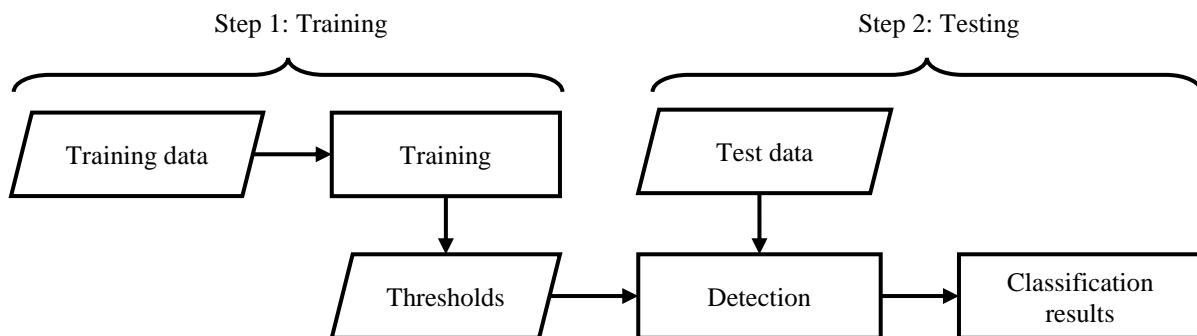 Step 1: Training
Step 2: Testing
Training data
Training
Test data
Thresholds
Detection
Classification
results